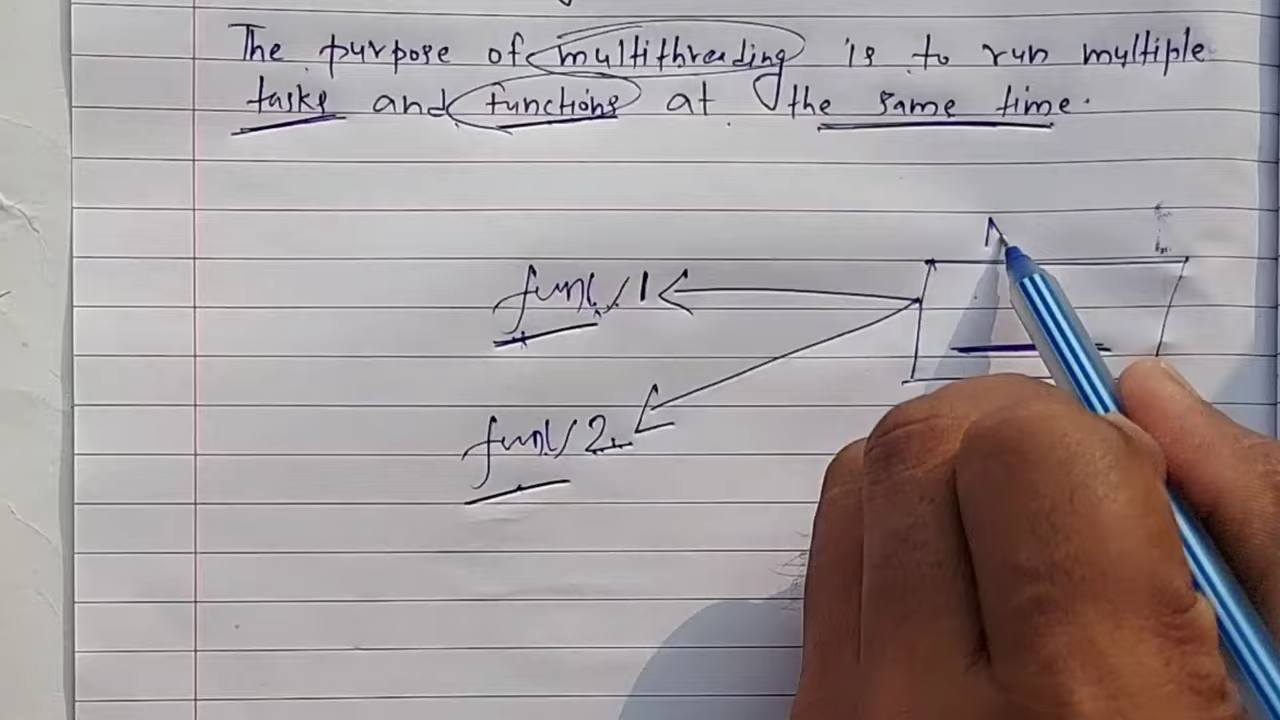 The purpose of multithreading is to run multiple
tasks and functions at the same time.
func 1
func 2